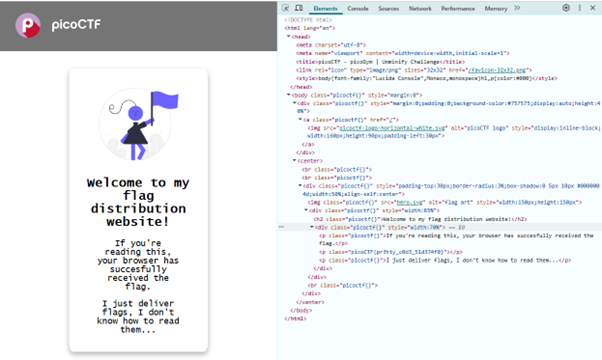 picoCTF
Welcome to my
flag
distribution
website!
If you're
reading this,
your browser has
succesfully
received the
flag.
I just deliver
flags, I don't
know how to read
them...
Elements Console Sources Network Performance Memory
<!DOCTYPE html>
<html lang="en">
<head>
<meta charset="utf-8">
<meta name="viewport" content="width=device-width,initial-scale=1">
<title>picoCTF - picoGym | Unminify Challenge</title>
<link rel="icon" type="image/png" sizes="32x32" href="/favicon-32x32.png">
<style>body{font-family:"Lucida Console",Monaco,monospace}h1,p{color:#000}</style>
</head>
<body class="picoctf{}" style="margin:0">
<div class="picoctf{}" style="margin:0;padding:0;background-color:#757575;display:auto;height:4
0%">
<a class="picoctf{}" href="/">
<img src="picoctf-logo-horizontal-white.svg" alt="picoCTF logo" style="display:inline-block;
width:160px;height:90px;padding-left:30px">
</a>
</div>
<center>
<br class="picoctf{}">
<br class="picoctf{}">
<div class="picoctf{}" style="padding-top:30px;border-radius:3%;box-shadow:0 5px 10px #000000
4d;width:50%;align-self:center">
<img class="picoctf{}" src="hero.svg" alt="flag art" style="width:150px;height:150px">
<div class="picoctf{}" style="width:85%">
<h2 class="picoctf{}">Welcome to my flag distribution website!</h2>
<div class="picoctf{}" style="width:70%"> == $0
<p class="picoctf{}">If you're reading this, your browser has succesfully received the
flag.</p>
<p class="picoCTF{pr3tty_c0d3_51d374f0}"></p>
<p class="picoctf{}">I just deliver flags, I don't know how to read them...</p>
</div>
</div>
<br class="picoctf{}">
</div>
</center>
</body>
</html>